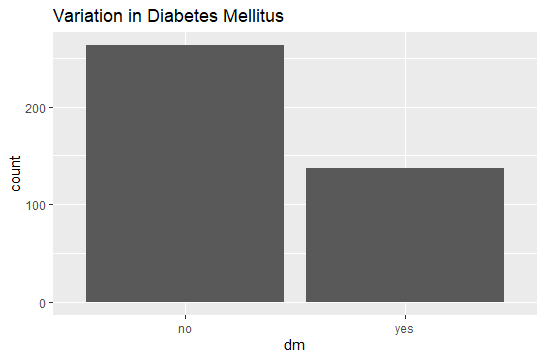 Variation in Diabetes Mellitus
count
200
100
0
no yes
dm